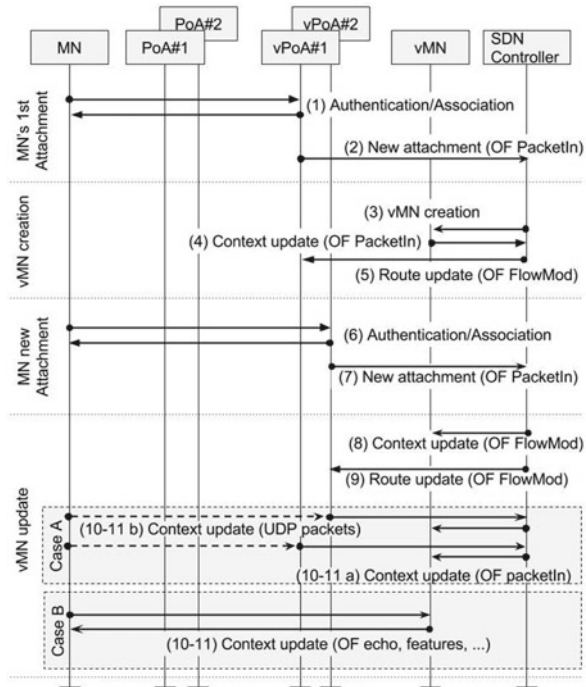 PoA#2
vPoA#2
MN
PoA#1
vPoA#1
vMN
SDN
Controller
MN's 1st
Attachment
(1) Authentication/Association
(2) New attachment (OF PacketIn)
vMN creation
(3) vMN creation
(4) Context update (OF PacketIn)
(5) Route update (OF FlowMod)
MN new
Attachment
(6) Authentication/Association
(7) New attachment (OF PacketIn)
vMN update
(8) Context update (OF FlowMod)
(9) Route update (OF FlowMod)
Case A
(10-11 b) Context update (UDP packets)
(10-11 a) Context update (OF packetIn)
Case B
(10-11) Context update (OF echo, features, ...)